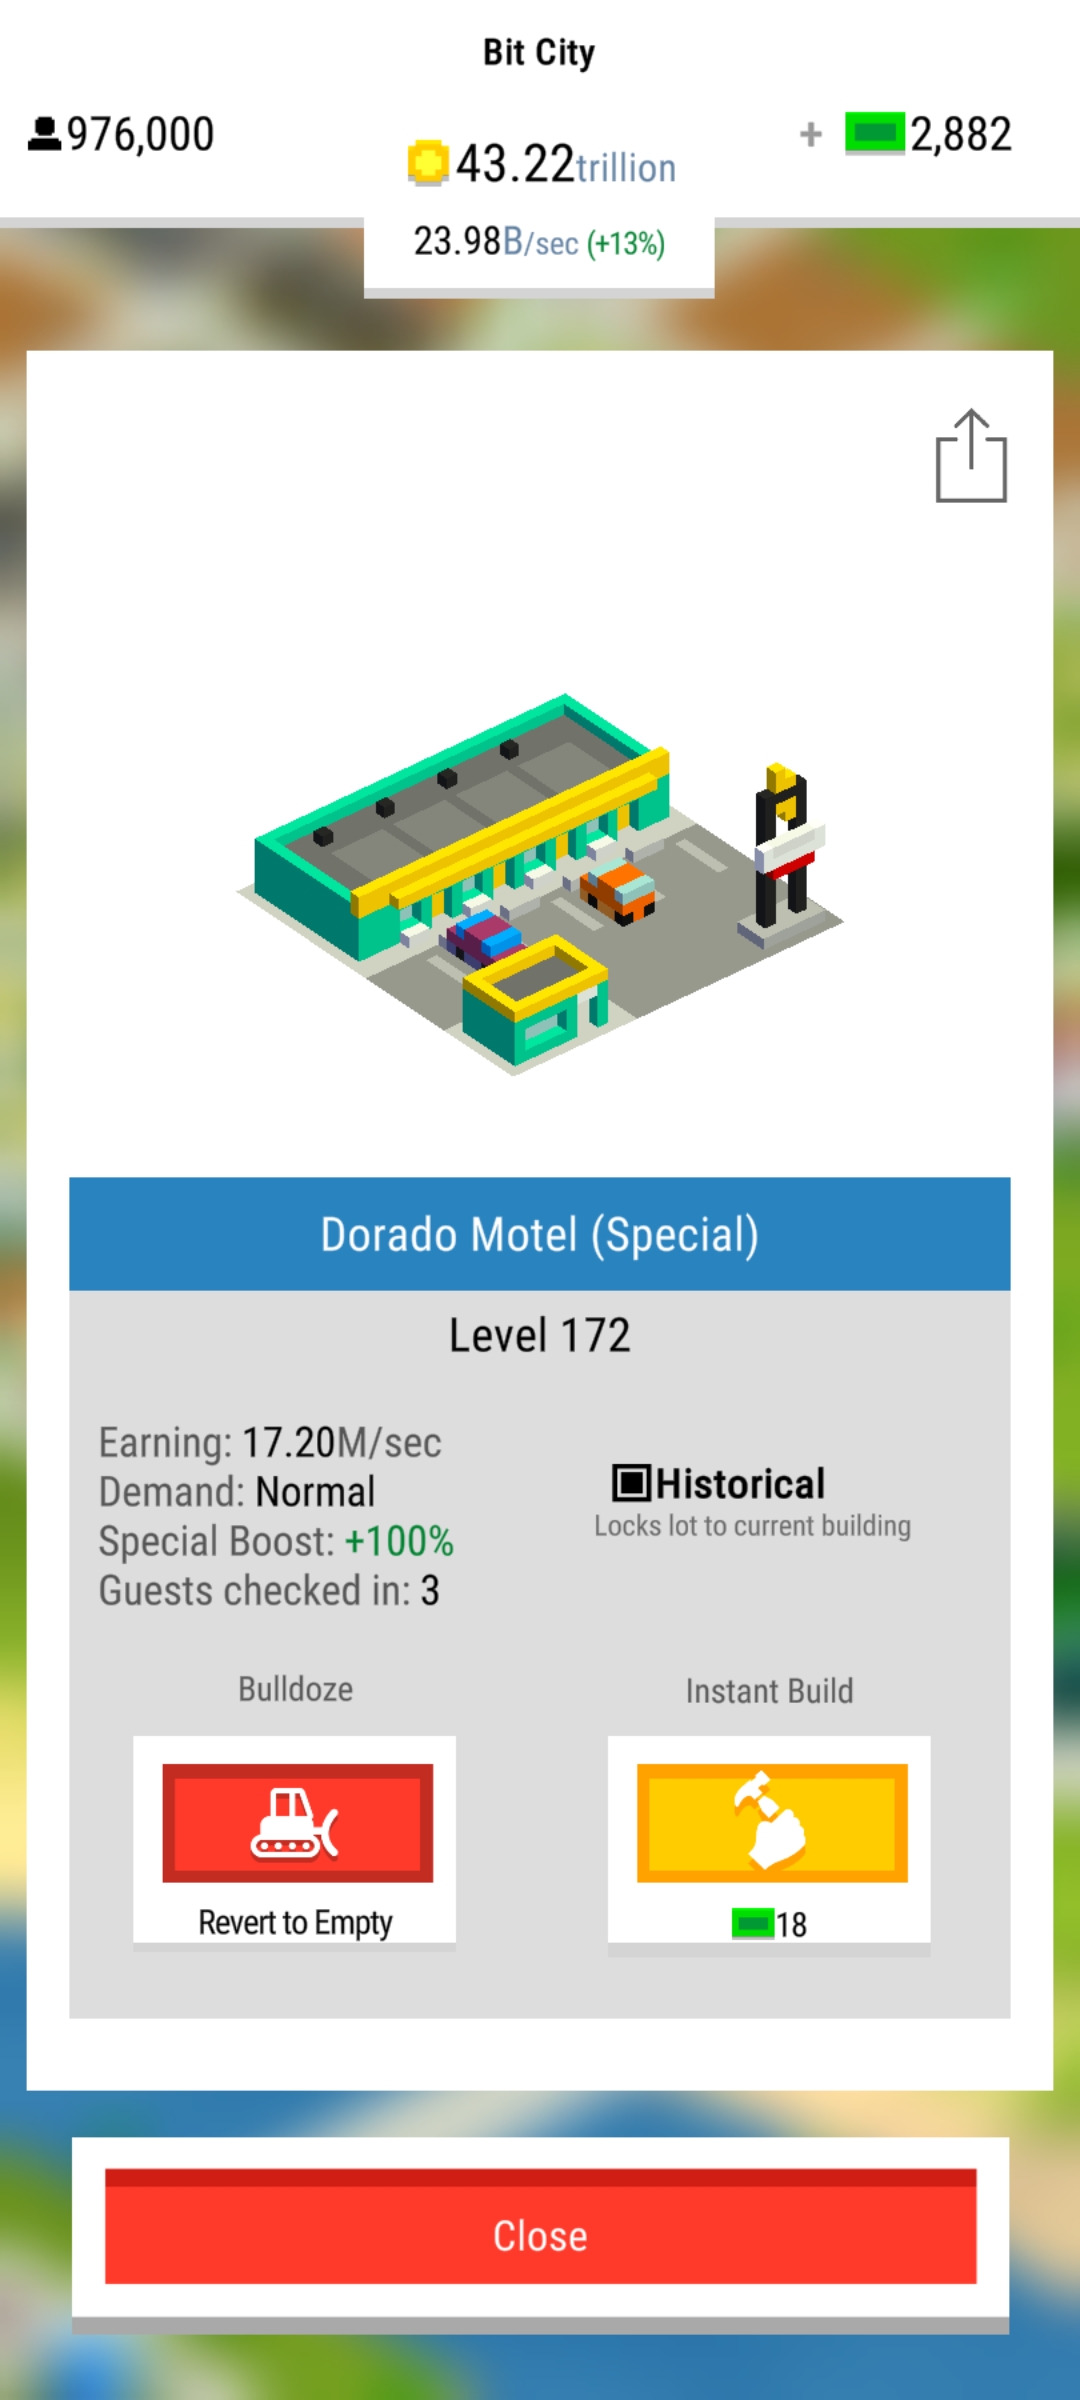 Bit City
976,000
43.22trillion
+ 2,882
23.98B/sec (+13%)
Dorado Motel (Special)
Level 172
Earning: 17.20M/sec
Demand: Normal
Special Boost: +100%
Guests checked in: 3
Historical
Locks lot to current building
Bulldoze
Instant Build
Revert to Empty
18
Close